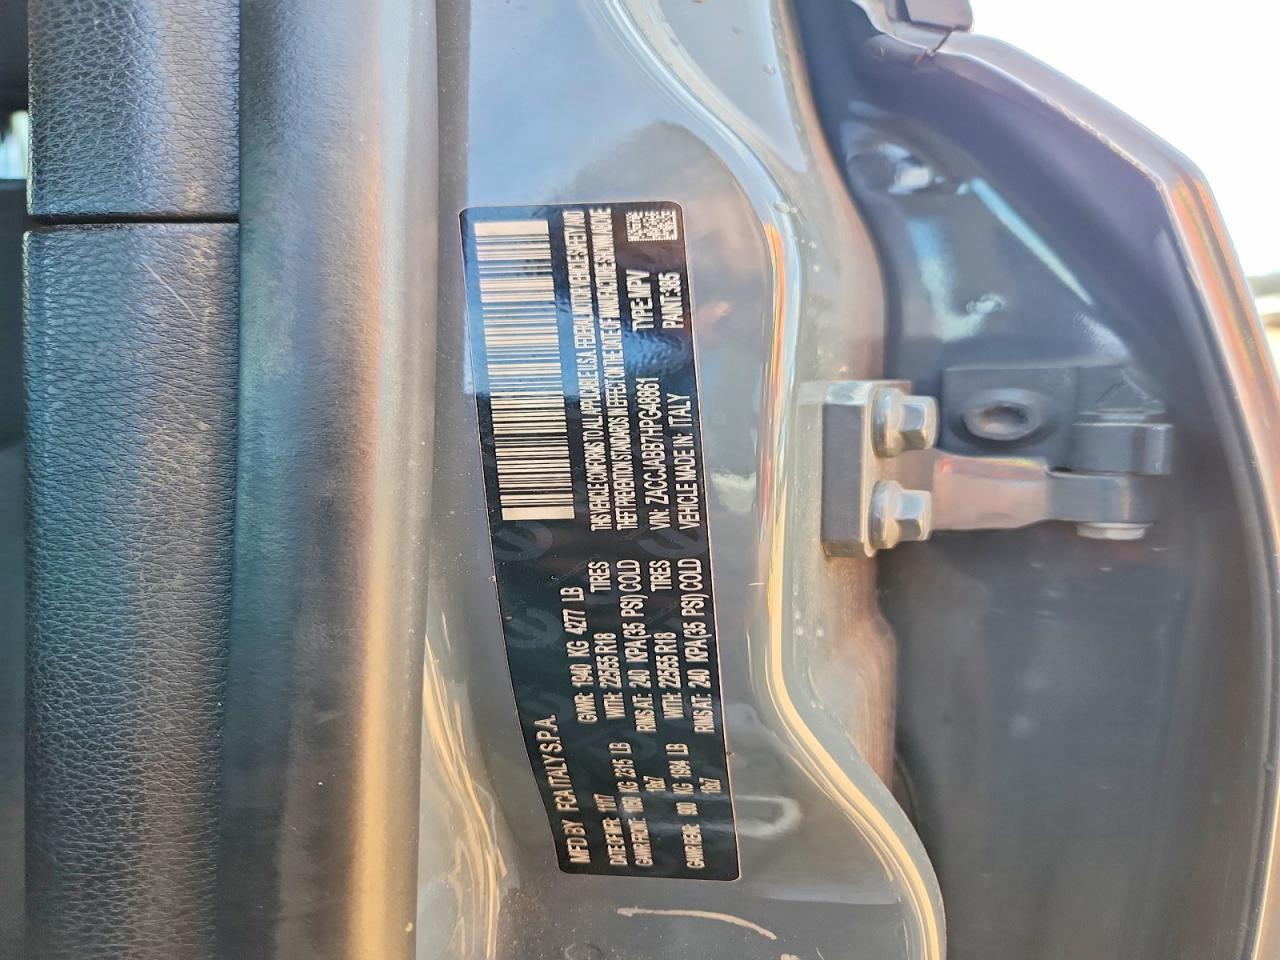 MFD BY FCA ITALY S.P.A.
DATE OF MFR: 11-17
GVWR: 1940 KG 4277 LB
GAWR FRONT: 1050 KG 2315 LB
WITH: 225/55 R18 TIRES
18x7 RIMS AT: 240 KPA(35 PSI) COLD
GAWR REAR: 900 KG 1984 LB
WITH: 225/55 R18 TIRES
18x7 RIMS AT: 240 KPA(35 PSI) COLD
THIS VEHICLE CONFORMS TO ALL APPLICABLE U.S.A. FEDERAL MOTOR VEHICLE SAFETY AND
THEFT PREVENTION STANDARDS IN EFFECT ON THE DATE OF MANUFACTURE SHOWN ABOVE
VIN: ZACCJABB7HPG48861 TYPE: MPV
VEHICLE MADE IN: ITALY PAINT: 385